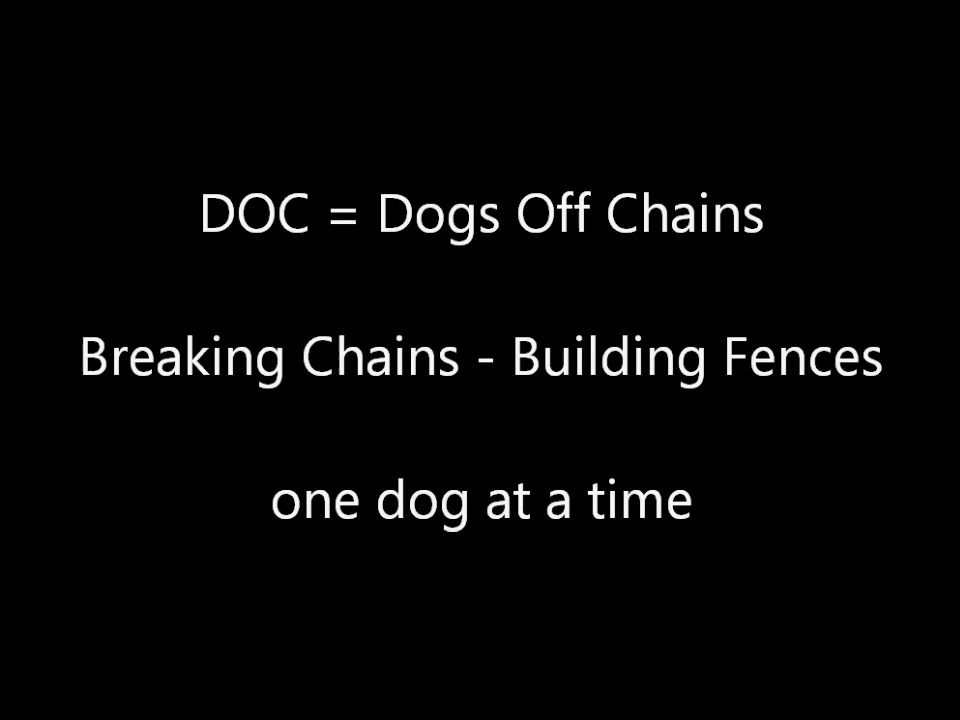 DOC = Dogs Off Chains
Breaking Chains - Building Fences
one dog at a time